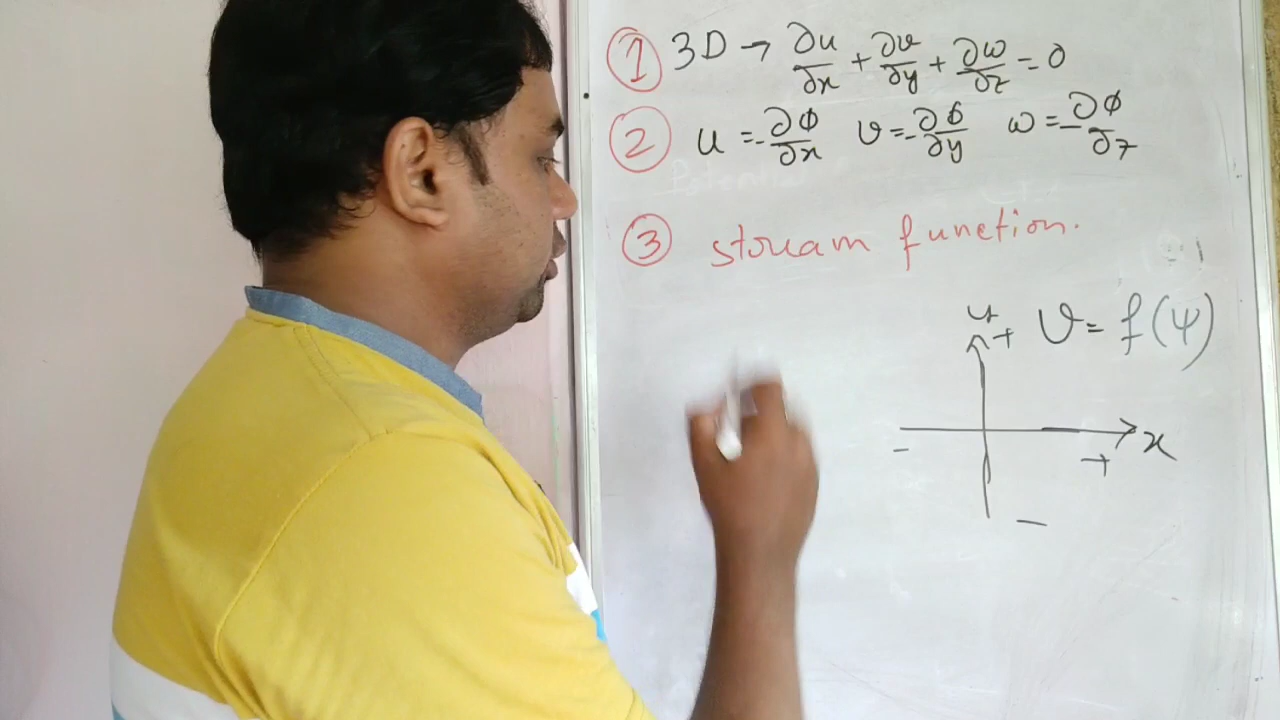 ① 3D → ∂u/∂x + ∂v/∂y + ∂w/∂z = 0
② u = -∂ϕ/∂x v = -∂ϕ/∂y w = -∂ϕ/∂z
③ stream function.
y + v = f(ψ)
- + x
-